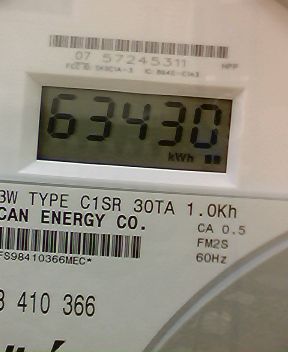 07 57245311
HPP
63430
kWh
3W TYPE C1SR 30TA 1.0Kh
CAN ENERGY CO.
CA 0.5
FM2S
60Hz
FS98410366MEC*
410 366